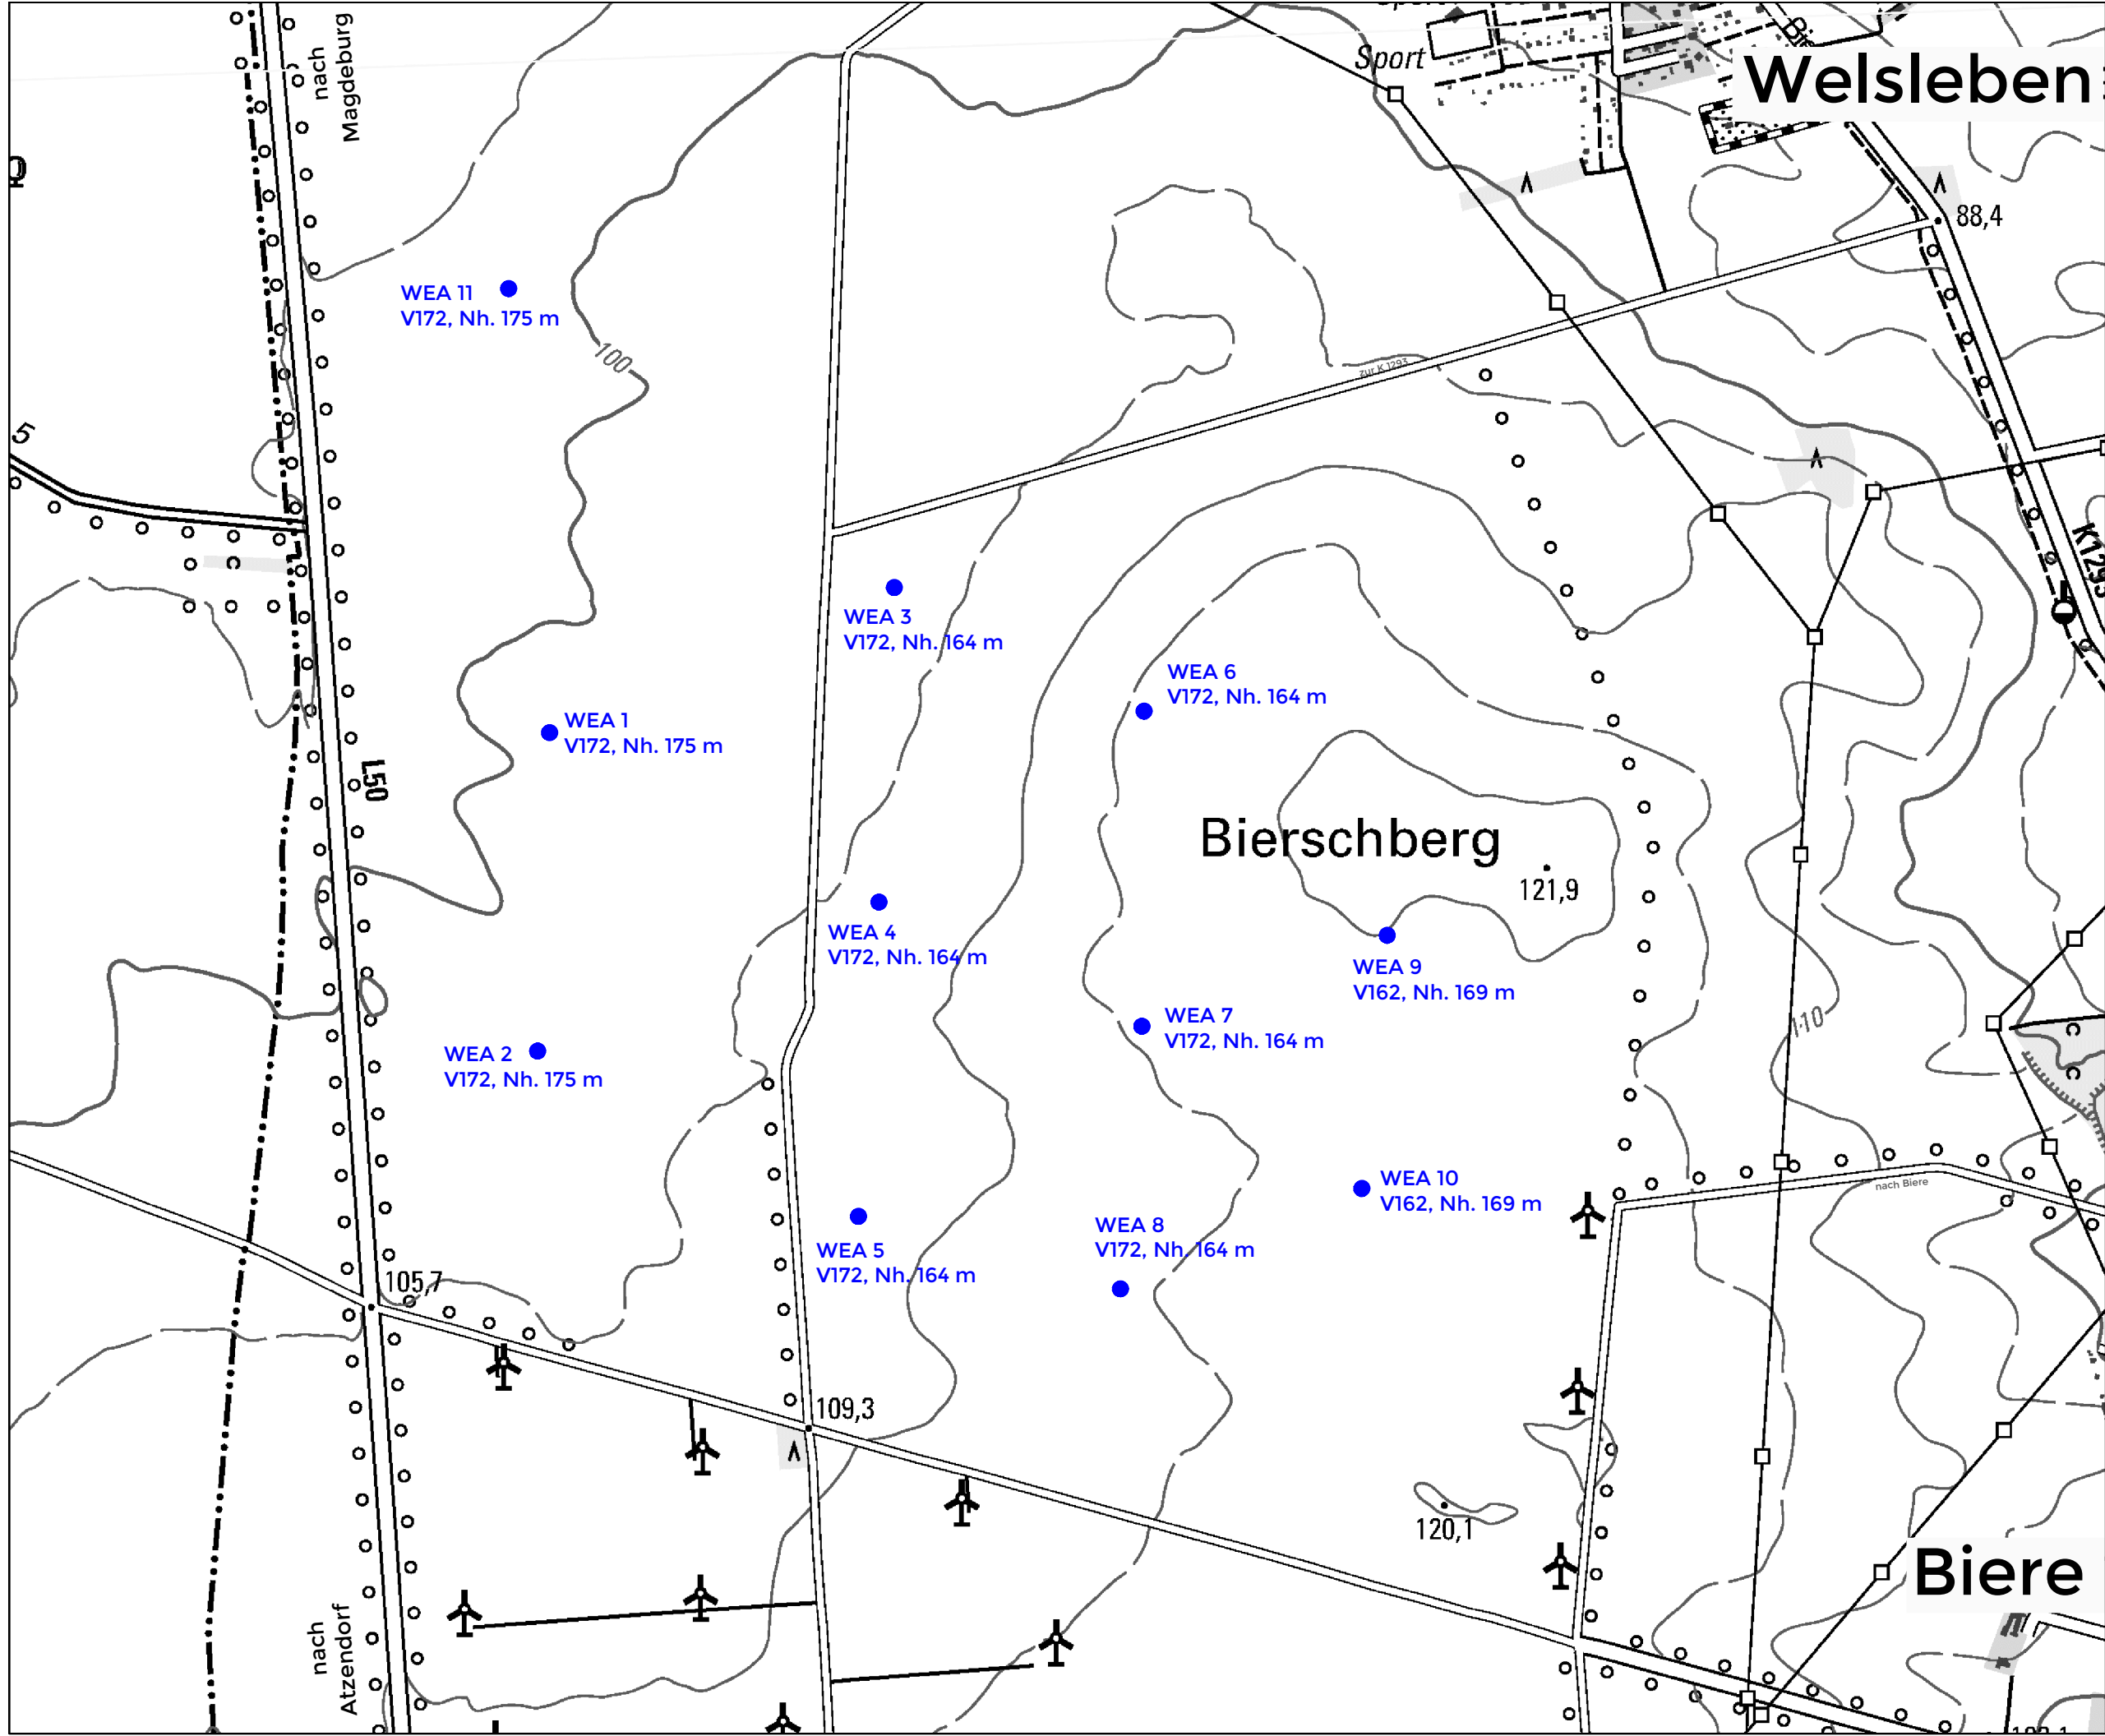 nach
Magdeburg
Sport
Welsleben
88,4
WEA 11
V172, Nh. 175 m
100
zur K 1293
5
K1293
WEA 3
V172, Nh. 164 m
WEA 6
V172, Nh. 164 m
WEA 1
V172, Nh. 175 m
L50
Bierschberg
121,9
WEA 4
V172, Nh. 164 m
WEA 9
V162, Nh. 169 m
WEA 7
V172, Nh. 164 m
110
WEA 2
V172, Nh. 175 m
WEA 10
V162, Nh. 169 m
nach Biere
WEA 8
V172, Nh. 164 m
WEA 5
V172, Nh. 164 m
105,7
109,3
120,1
Biere
nach
Atzendorf